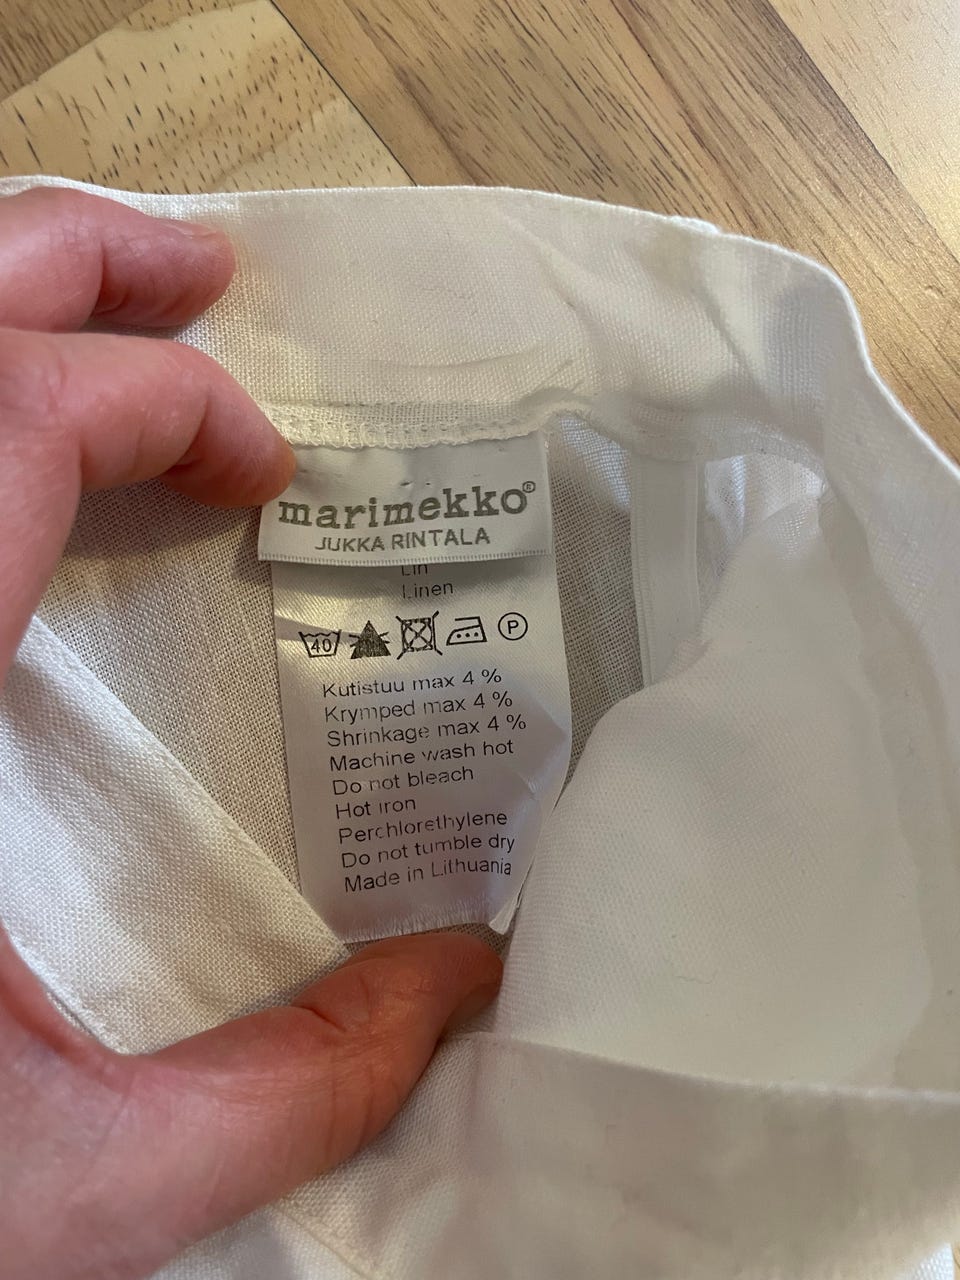 marimekko®
JUKKA RINTALA
Lin
Linen
40 P
Kutistuu max 4 %
Krymped max 4 %
Shrinkage max 4 %
Machine wash hot
Do not bleach
Hot iron
Perchlorethylene
Do not tumble dry
Made in Lithuania